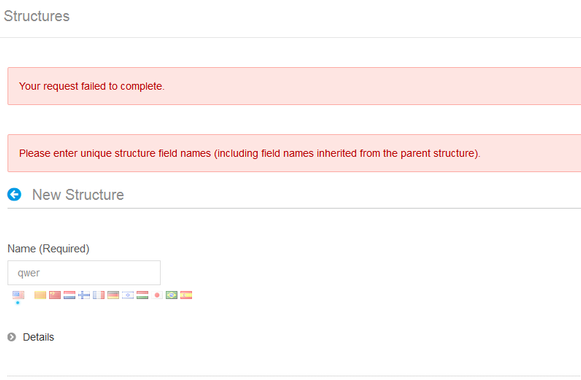 Structures
Your request failed to complete.
Please enter unique structure field names (including field names inherited from the parent structure).
New Structure
Name (Required)
qwer
Details